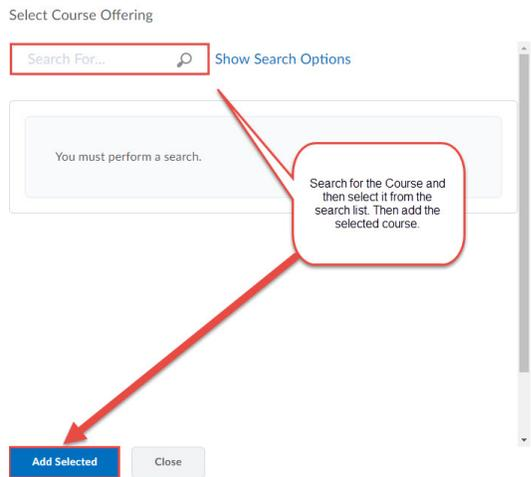 Select Course Offering
Search For... Show Search Options
You must perform a search.
Search for the Course and
then select it from the
search list. Then add the
selected course.
Add Selected Close